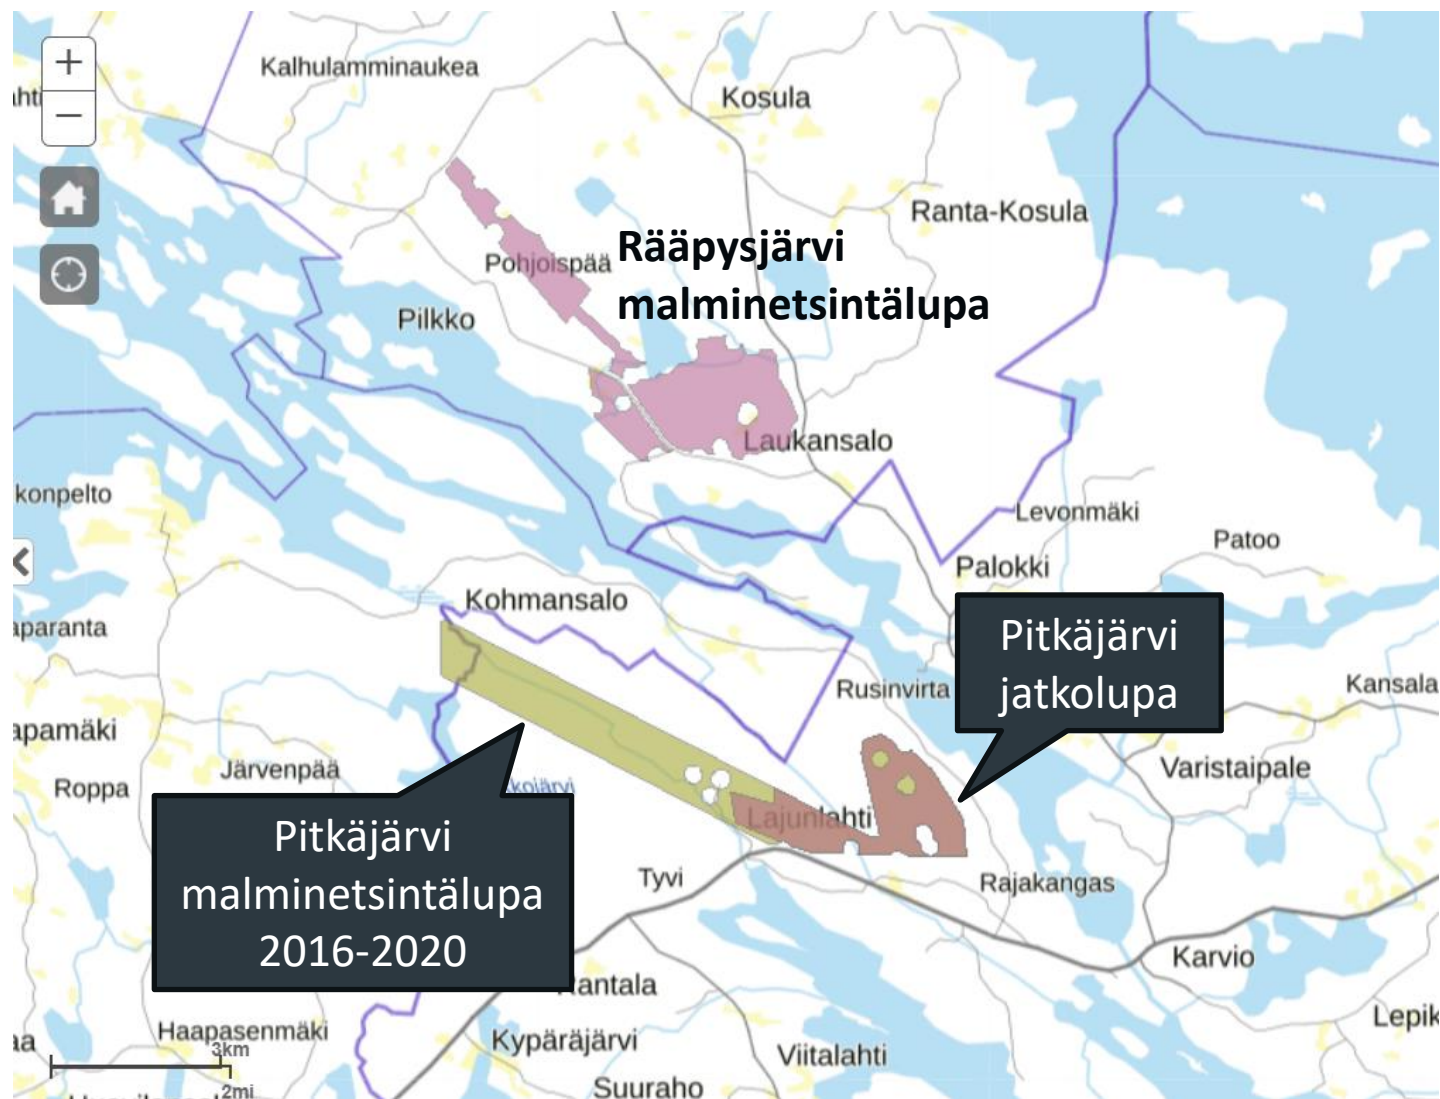 +
Kalhulamminaukea
Kosula
−
Ranta-Kosula
Rääpysjärvi
malminetsintälupa
Pohjoispää
Pilkko
Laukansalo
konpelto
Levonmäki
Patoo
Palokki
Kohmansalo
aparanta
Pitkäjärvi
jatkolupa
Rusinvirta
Kansala
apamäki
Järvenpää
Varistaipale
Roppa
kojärvi
Lajunlahti
Pitkäjärvi
malminetsintälupa
2016-2020
Tyvi
Rajakangas
Karvio
antala
Lepik
Haapasenmäki
Kypäräjärvi
Viitalahti
aa
3km
2mi
Suuraho